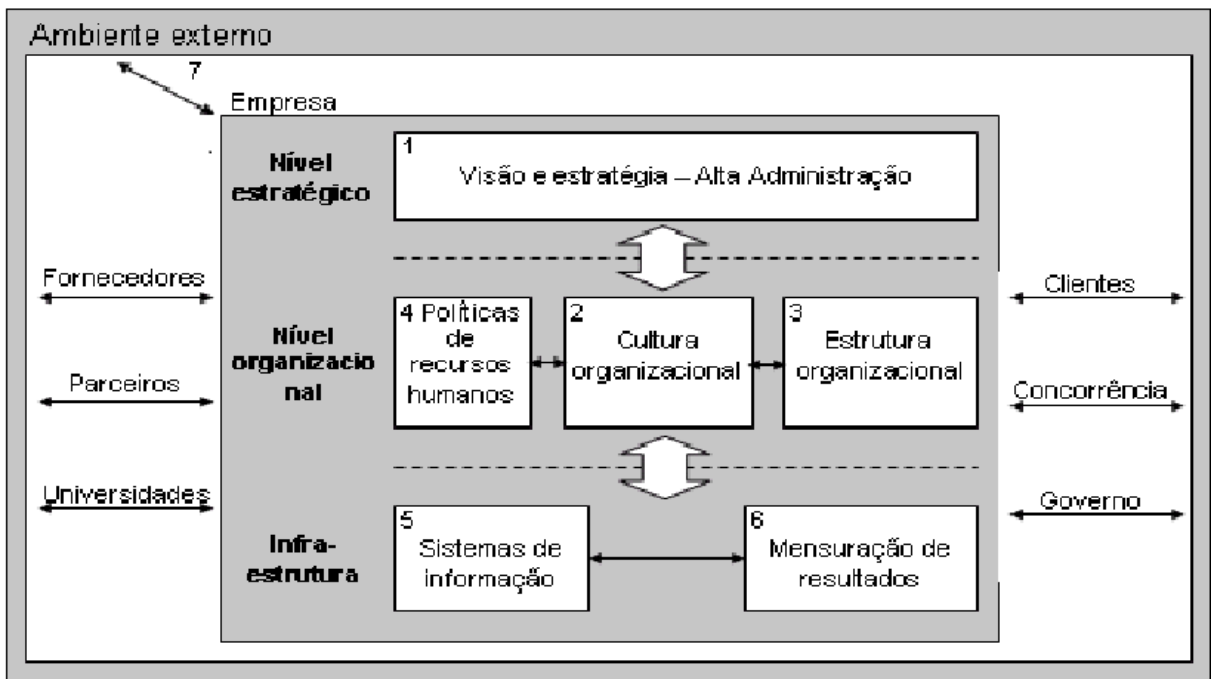 Ambiente externo
7
Empresa
Nível
estratégico
1
Visão e estratégia – Alta Administração
Fornecedores
Parceiros
Universidades
Nível
organizacio
nal
4 Políticas
de
recursos
humanos
2
Cultura
organizacional
3
Estrutura
organizacional
Clientes
Concorrência
Governo
Infra-
estrutura
5
Sistemas de
informação
6
Mensuração de
resultados